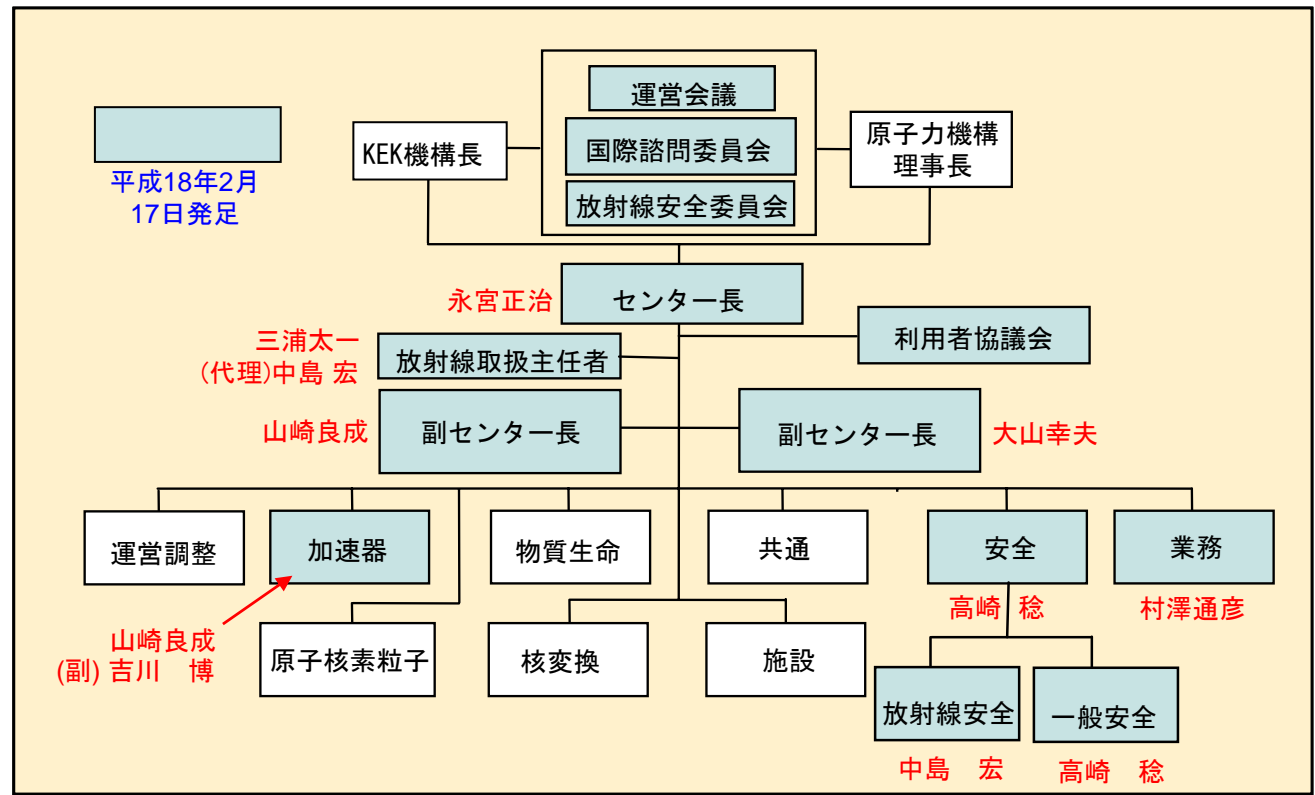 運営会議
国際諮問委員会
放射線安全委員会
KEK機構長
原子力機構
理事長
平成18年2月
17日発足
永宮正治
センター長
利用者協議会
三浦太一
(代理)中島 宏
放射線取扱主任者
山崎良成
副センター長
副センター長
大山幸夫
運営調整
加速器
物質生命
共通
安全
業務
高崎 稔
村澤通彦
山崎良成
(副) 吉川 博
原子核素粒子
核変換
施設
放射線安全
一般安全
中島 宏
高崎 稔